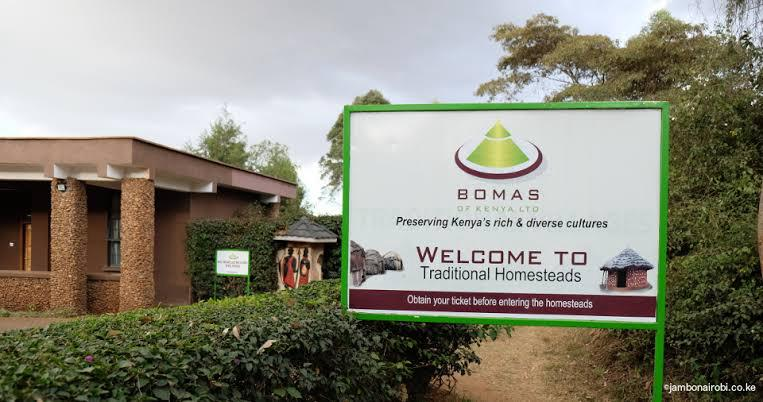 BOMAS
OF KENYA LTD
Preserving Kenya's rich & diverse cultures
WELCOME TO
Traditional Homesteads
Obtain your ticket before entering the homesteads
©jambonairobi.co.ke